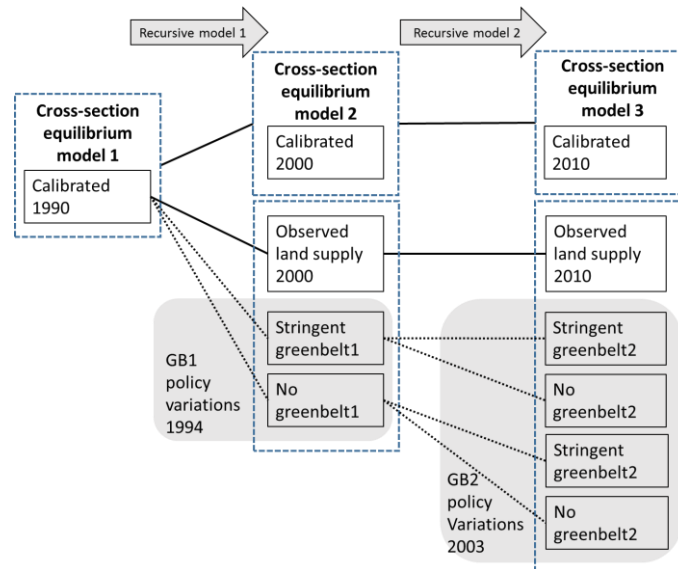 Recursive model 1
Recursive model 2
Cross-section
equilibrium
model 1
Calibrated
1990
Cross-section
equilibrium
model 2
Calibrated
2000
Observed
land supply
2000
Stringent
greenbelt1
No
greenbelt1
GB1
policy
variations
1994
Cross-section
equilibrium
model 3
Calibrated
2010
Observed
land supply
2010
Stringent
greenbelt2
No
greenbelt2
Stringent
greenbelt2
No
greenbelt2
GB2
policy
Variations
2003